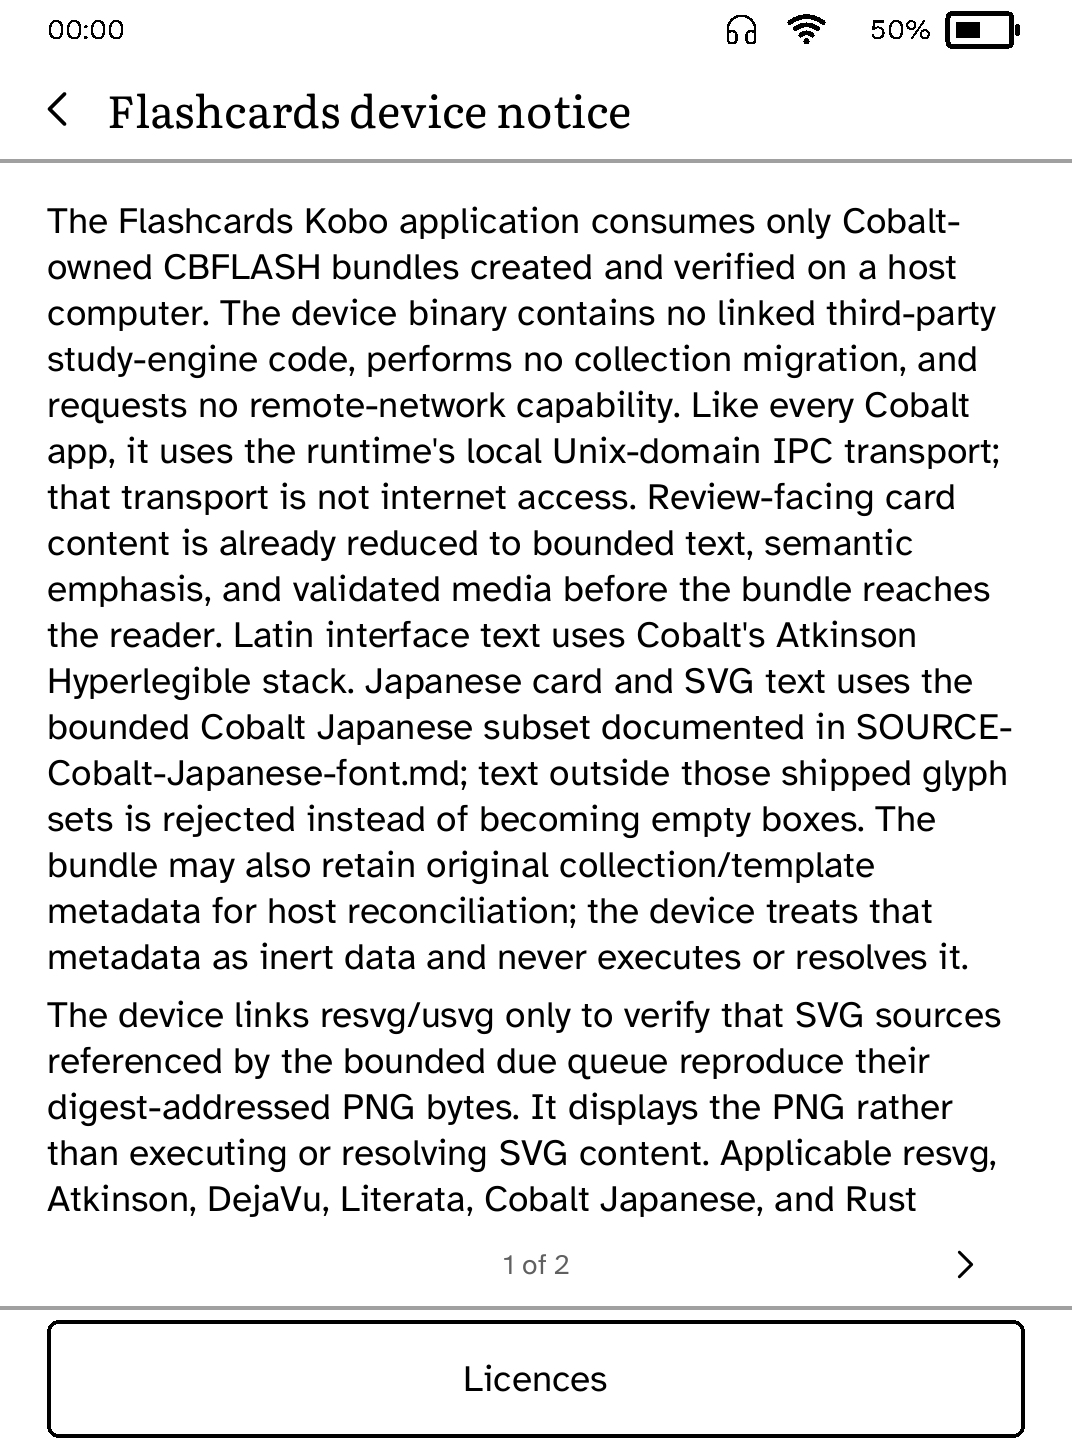 00:00
50%
Flashcards device notice
The Flashcards Kobo application consumes only Cobalt-
owned CBFLASH bundles created and verified on a host
computer. The device binary contains no linked third-party
study-engine code, performs no collection migration, and
requests no remote-network capability. Like every Cobalt
app, it uses the runtime's local Unix-domain IPC transport;
that transport is not internet access. Review-facing card
content is already reduced to bounded text, semantic
emphasis, and validated media before the bundle reaches
the reader. Latin interface text uses Cobalt's Atkinson
Hyperlegible stack. Japanese card and SVG text uses the
bounded Cobalt Japanese subset documented in SOURCE-
Cobalt-Japanese-font.md; text outside those shipped glyph
sets is rejected instead of becoming empty boxes. The
bundle may also retain original collection/template
metadata for host reconciliation; the device treats that
metadata as inert data and never executes or resolves it.
The device links resvg/usvg only to verify that SVG sources
referenced by the bounded due queue reproduce their
digest-addressed PNG bytes. It displays the PNG rather
than executing or resolving SVG content. Applicable resvg,
Atkinson, DejaVu, Literata, Cobalt Japanese, and Rust
1 of 2
Licences